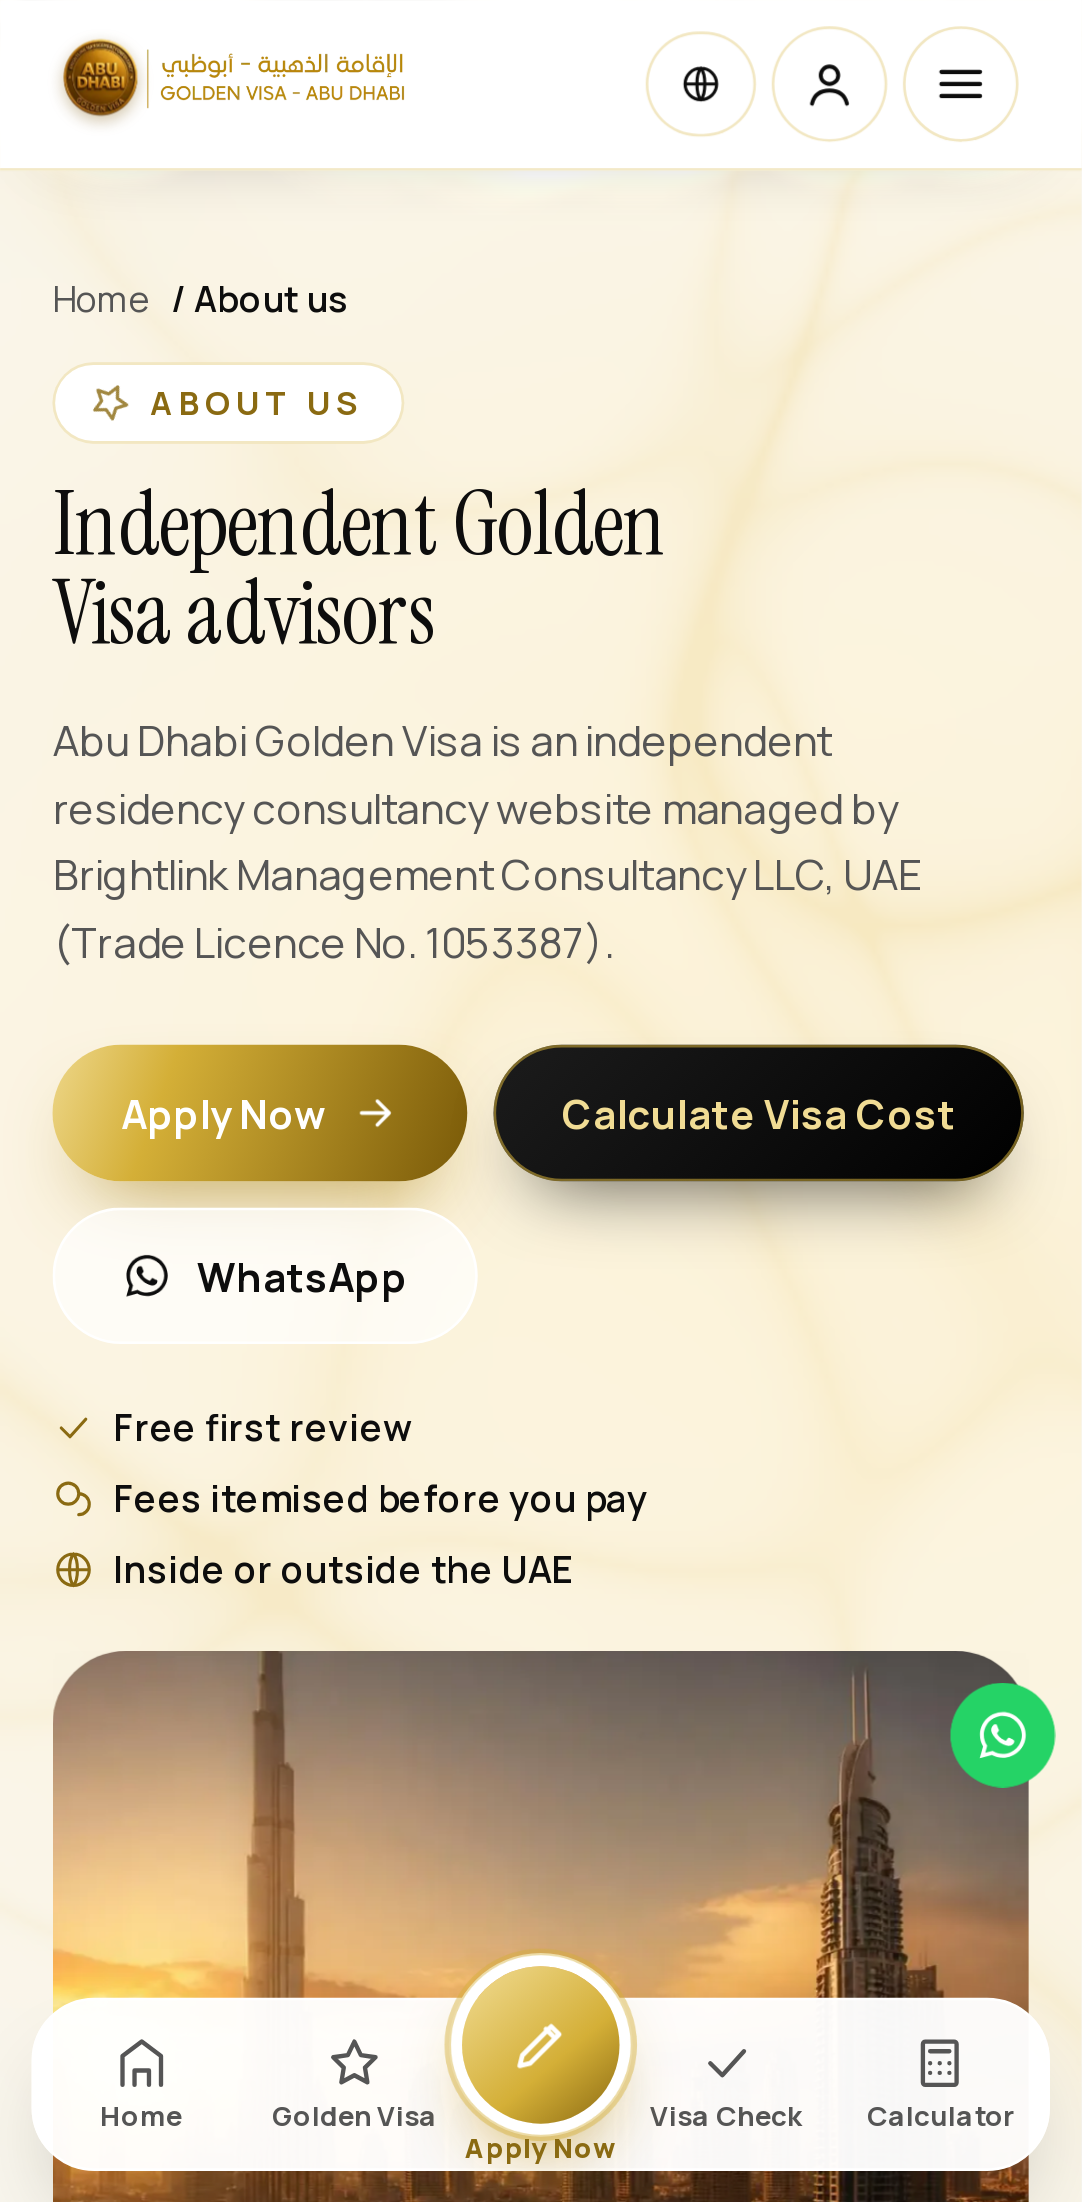 ABU
DHABI
الإقامة الذهبية - أبوظبي
GOLDEN VISA - ABU DHABI
Home / About us
ABOUT US
Independent Golden
Visa advisors
Abu Dhabi Golden Visa is an independent
residency consultancy website managed by
Brightlink Management Consultancy LLC, UAE
(Trade Licence No. 1053387).
Apply Now
Calculate Visa Cost
WhatsApp
Free first review
Fees itemised before you pay
Inside or outside the UAE
Home
Golden Visa
Apply Now
Visa Check
Calculator